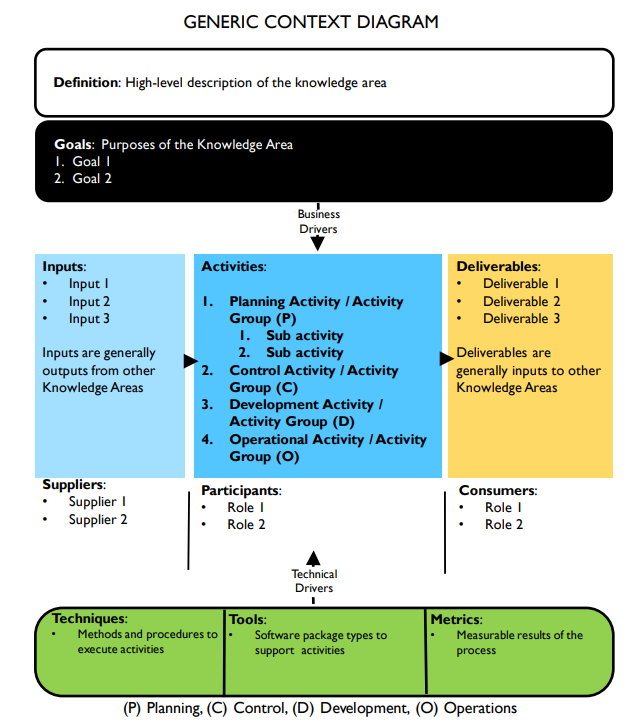 GENERIC CONTEXT DIAGRAM
Definition: High-level description of the knowledge area
Goals: Purposes of the Knowledge Area
1. Goal 1
2. Goal 2
Business
Drivers
Inputs:
• Input 1
• Input 2
• Input 3
Inputs are generally
outputs from other
Knowledge Areas
Activities:
1. Planning Activity / Activity
Group (P)
1. Sub activity
2. Sub activity
2. Control Activity / Activity
Group (C)
3. Development Activity /
Activity Group (D)
4. Operational Activity / Activity
Group (O)
Deliverables:
• Deliverable 1
• Deliverable 2
• Deliverable 3
Deliverables are
generally inputs to other
Knowledge Areas
Suppliers:
• Supplier 1
• Supplier 2
Participants:
• Role 1
• Role 2
Consumers:
• Role 1
• Role 2
Technical
Drivers
Techniques:
• Methods and procedures to
execute activities
Tools:
• Software package types to
support activities
Metrics:
• Measurable results of the
process
(P) Planning, (C) Control, (D) Development, (O) Operations